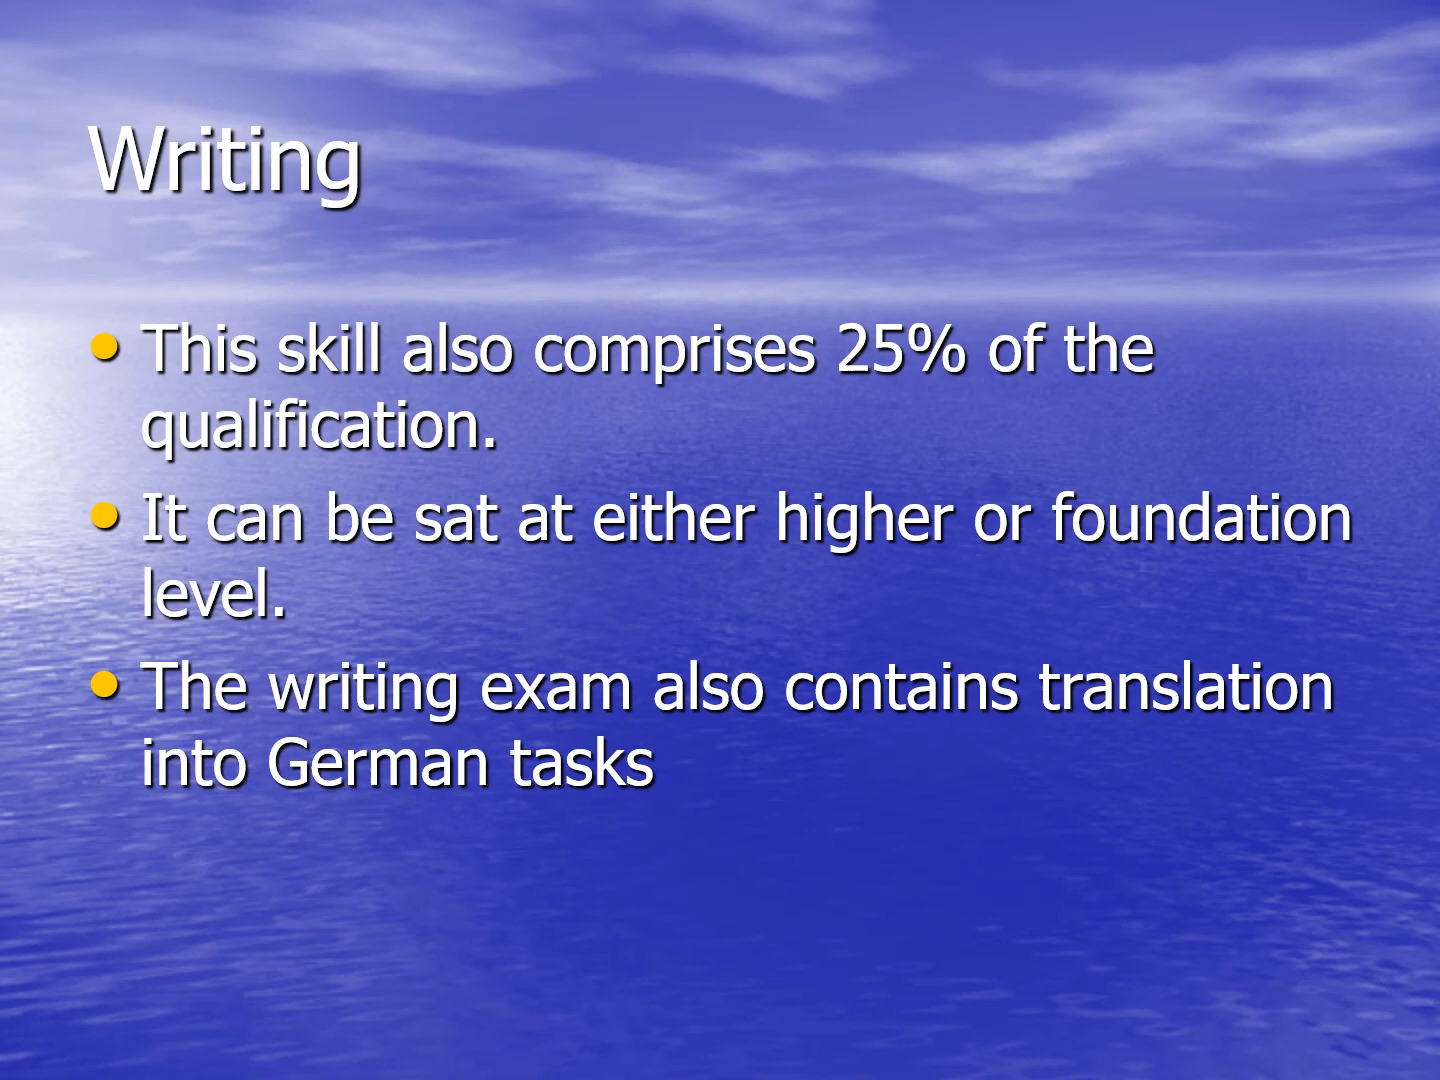 Writing
• This skill also comprises 25% of the
qualification.
• It can be sat at either higher or foundation
level.
• The writing exam also contains translation
into German tasks